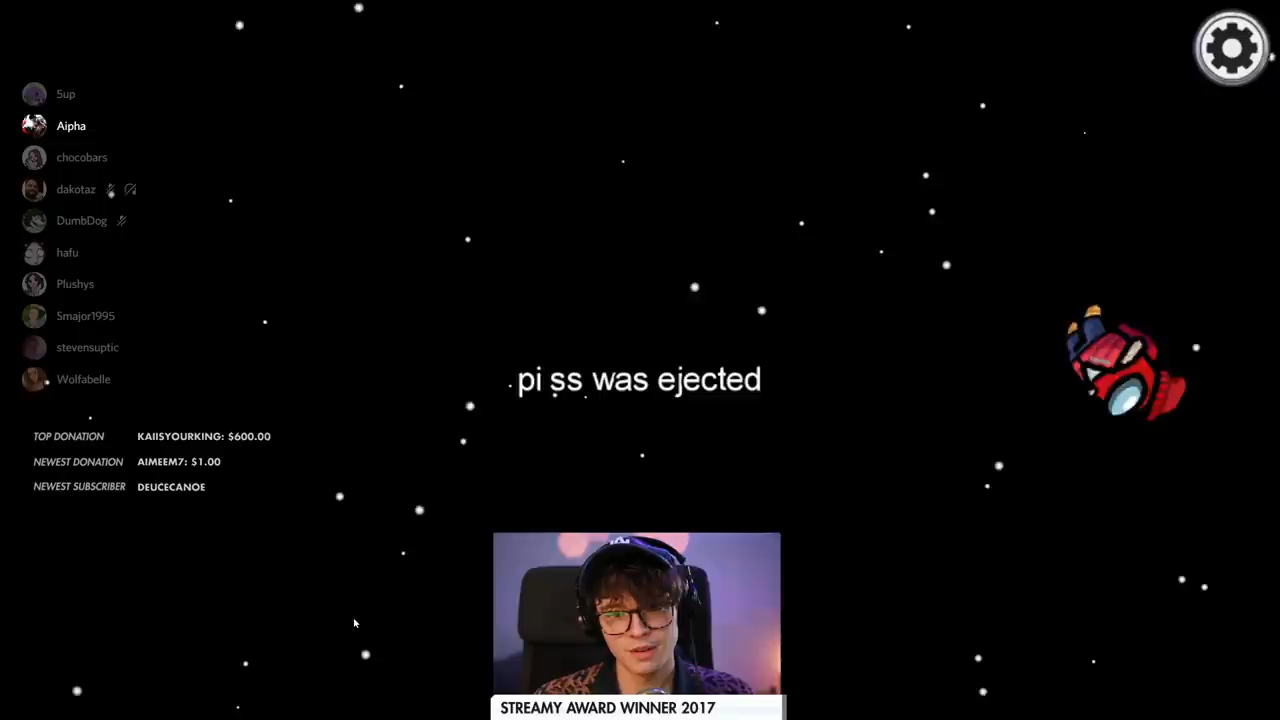 5up
Aipha
chocobars
dakotaz
DumbDog
hafu
Plushys
Smajor1995
stevensuptic
Wolfabelle
pi ss was ejected
TOP DONATION KAIISYOURKING: $600.00
NEWEST DONATION AIMEEM7: $1.00
NEWEST SUBSCRIBER DEUCECANOE
STREAMY AWARD WINNER 2017